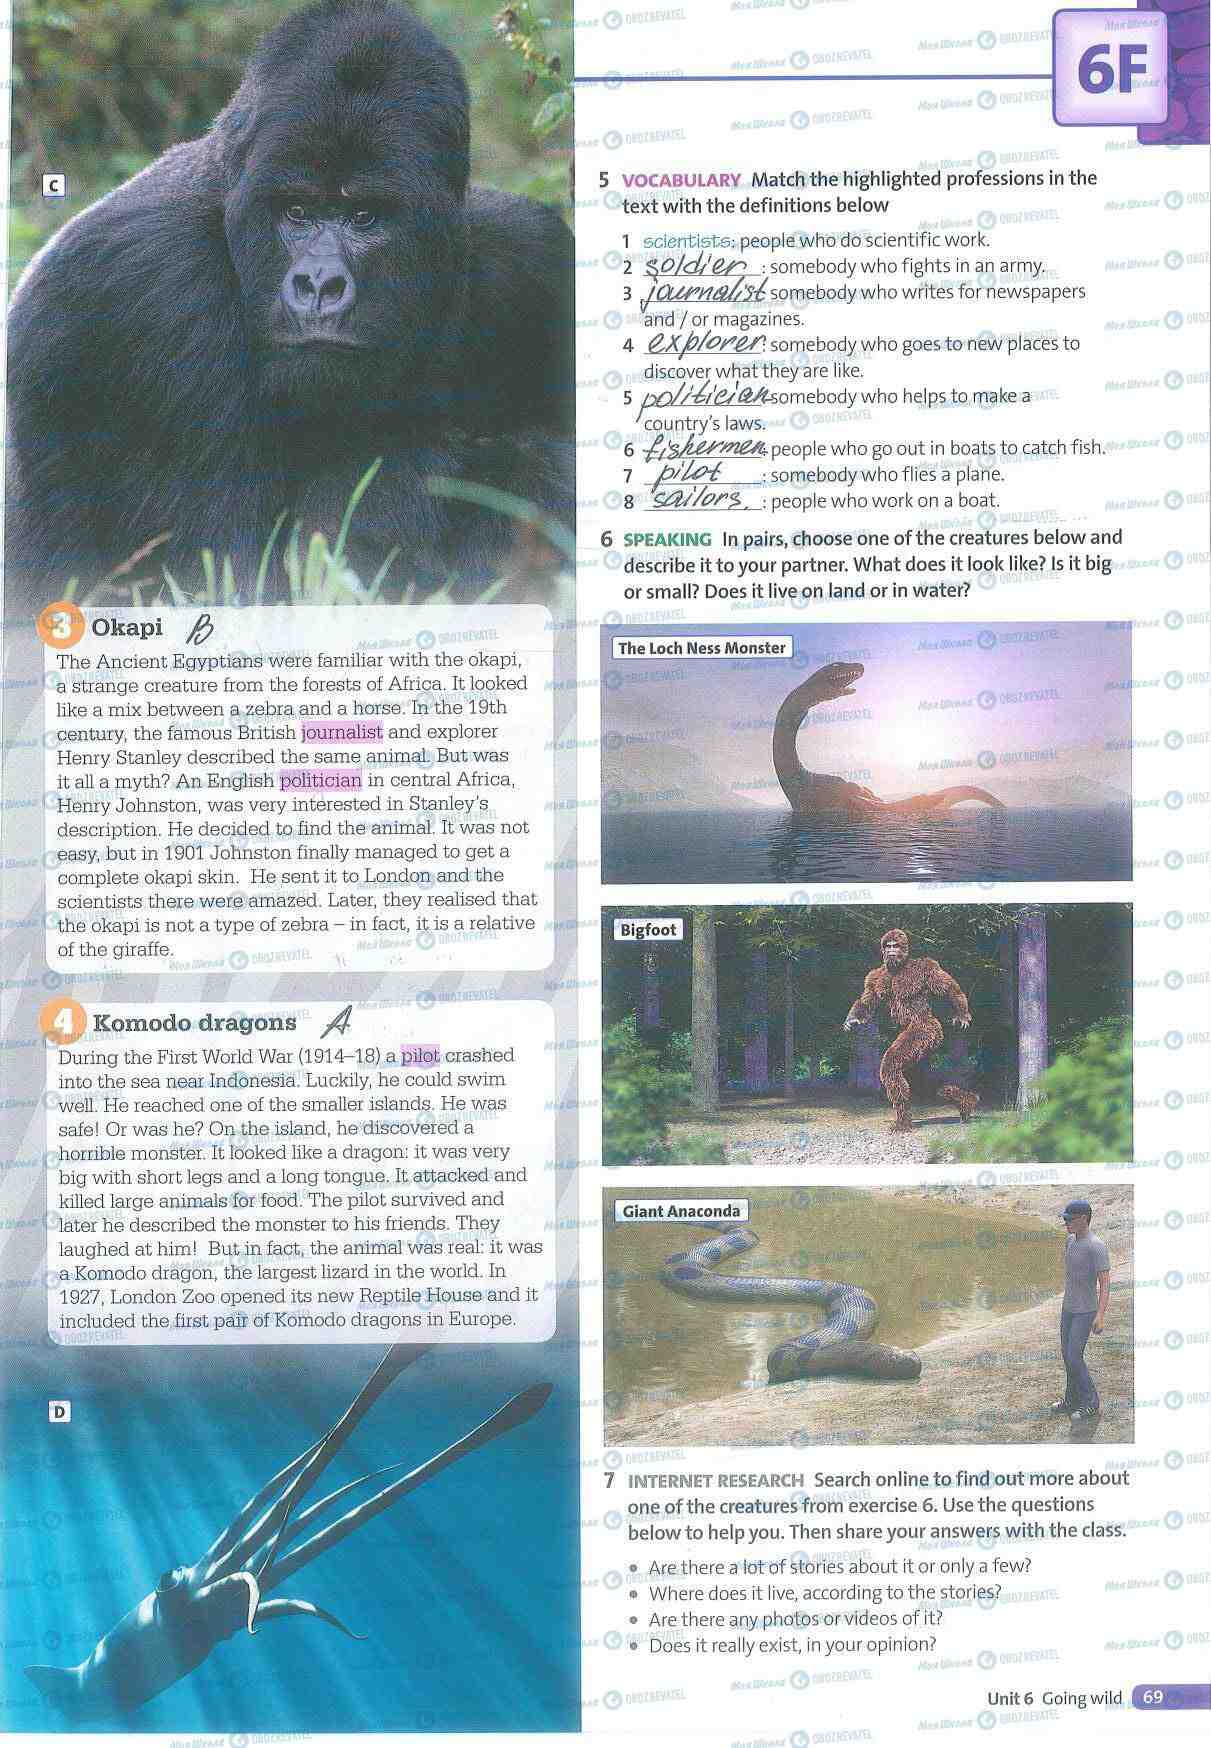 6F
C
5 VOCABULARY Match the highlighted professions in the
text with the definitions below
1 scientists: people who do scientific work.
2 soldier : somebody who fights in an army.
3 journalist somebody who writes for newspapers
and / or magazines.
4 explorer: somebody who goes to new places to
discover what they are like.
5 politician somebody who helps to make a
country's laws.
6 fishermen: people who go out in boats to catch fish.
7 pilot : somebody who flies a plane.
8 sailors. : people who work on a boat.
6 SPEAKING In pairs, choose one of the creatures below and
describe it to your partner. What does it look like? Is it big
or small? Does it live on land or in water?
The Loch Ness Monster
Bigfoot
Giant Anaconda
7 INTERNET RESEARCH Search online to find out more about
one of the creatures from exercise 6. Use the questions
below to help you. Then share your answers with the class.
• Are there a lot of stories about it or only a few?
• Where does it live, according to the stories?
• Are there any photos or videos of it?
• Does it really exist, in your opinion?
3 Okapi B
The Ancient Egyptians were familiar with the okapi,
a strange creature from the forests of Africa. It looked
like a mix between a zebra and a horse. In the 19th
century, the famous British journalist and explorer
Henry Stanley described the same animal. But was
it all a myth? An English politician in central Africa,
Henry Johnston, was very interested in Stanley's
description. He decided to find the animal. It was not
easy, but in 1901 Johnston finally managed to get a
complete okapi skin. He sent it to London and the
scientists there were amazed. Later, they realised that
the okapi is not a type of zebra – in fact, it is a relative
of the giraffe.
4 Komodo dragons A
During the First World War (1914–18) a pilot crashed
into the sea near Indonesia. Luckily, he could swim
well. He reached one of the smaller islands. He was
safe! Or was he? On the island, he discovered a
horrible monster. It looked like a dragon: it was very
big with short legs and a long tongue. It attacked and
killed large animals for food. The pilot survived and
later he described the monster to his friends. They
laughed at him! But in fact, the animal was real: it was
a Komodo dragon, the largest lizard in the world. In
1927, London Zoo opened its new Reptile House and it
included the first pair of Komodo dragons in Europe.
D
Unit 6 Going wild 69
Моя Школа OBOZREVATEL